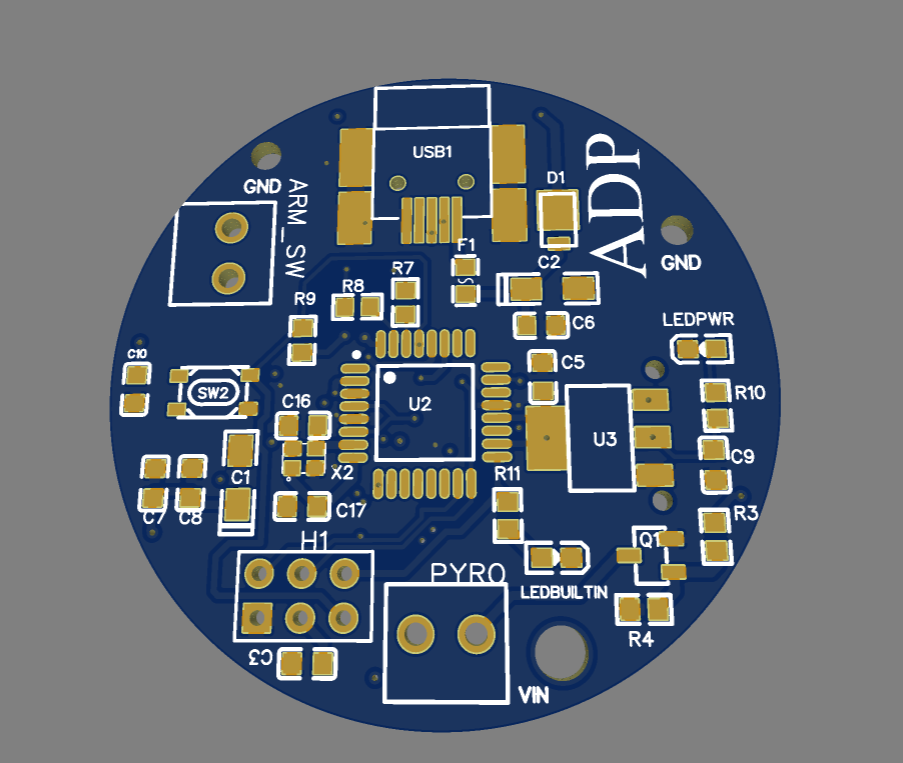 USB1
D1
ADP
GND
ARM_SW
F1
GND
C2
R7
R8
R9
C6
LEDPWR
C10
C5
SW2
R10
C16
U2
U3
C1
X2
C9
R11
C7
C8
C17
R3
H1
Q1
PYRO
LEDBUILTIN
R4
C3
VIN